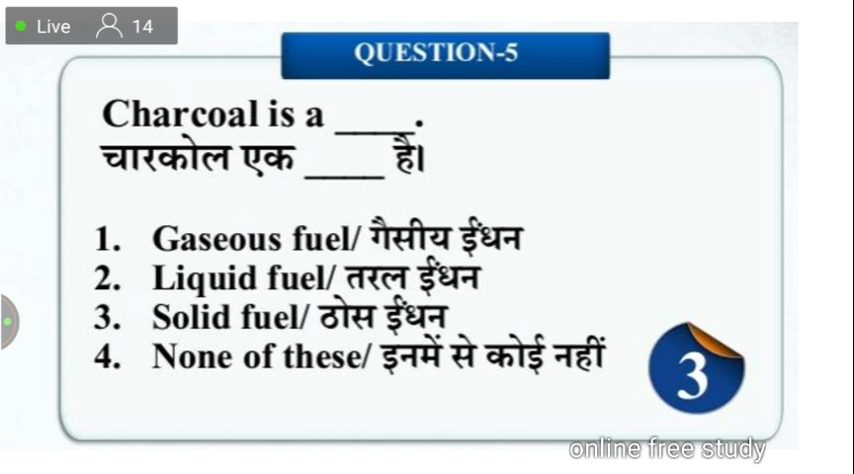 Live 14
QUESTION-5
Charcoal is a ____.
चारकोल एक ____ है।
1. Gaseous fuel/ गैसीय ईंधन
2. Liquid fuel/ तरल ईंधन
3. Solid fuel/ ठोस ईंधन
4. None of these/ इनमें से कोई नहीं
3
online free study